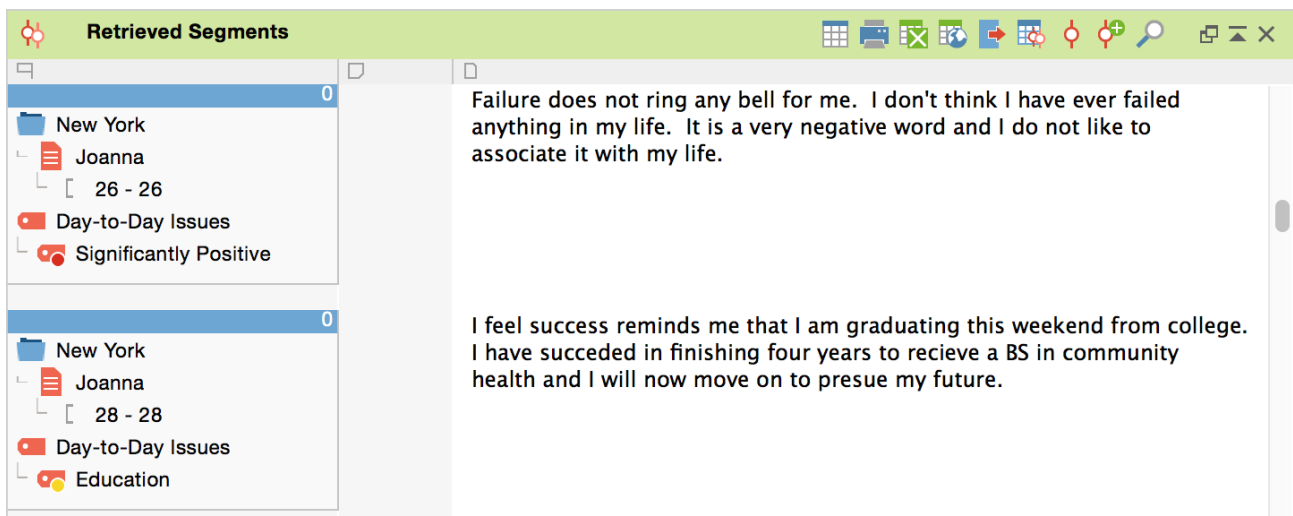 Retrieved Segments
0
New York
Joanna
26 - 26
Day-to-Day Issues
Significantly Positive
Failure does not ring any bell for me.  I don't think I have ever failed
anything in my life.  It is a very negative word and I do not like to
associate it with my life.
0
New York
Joanna
28 - 28
Day-to-Day Issues
Education
I feel success reminds me that I am graduating this weekend from college.
I have succeded in finishing four years to recieve a BS in community
health and I will now move on to presue my future.